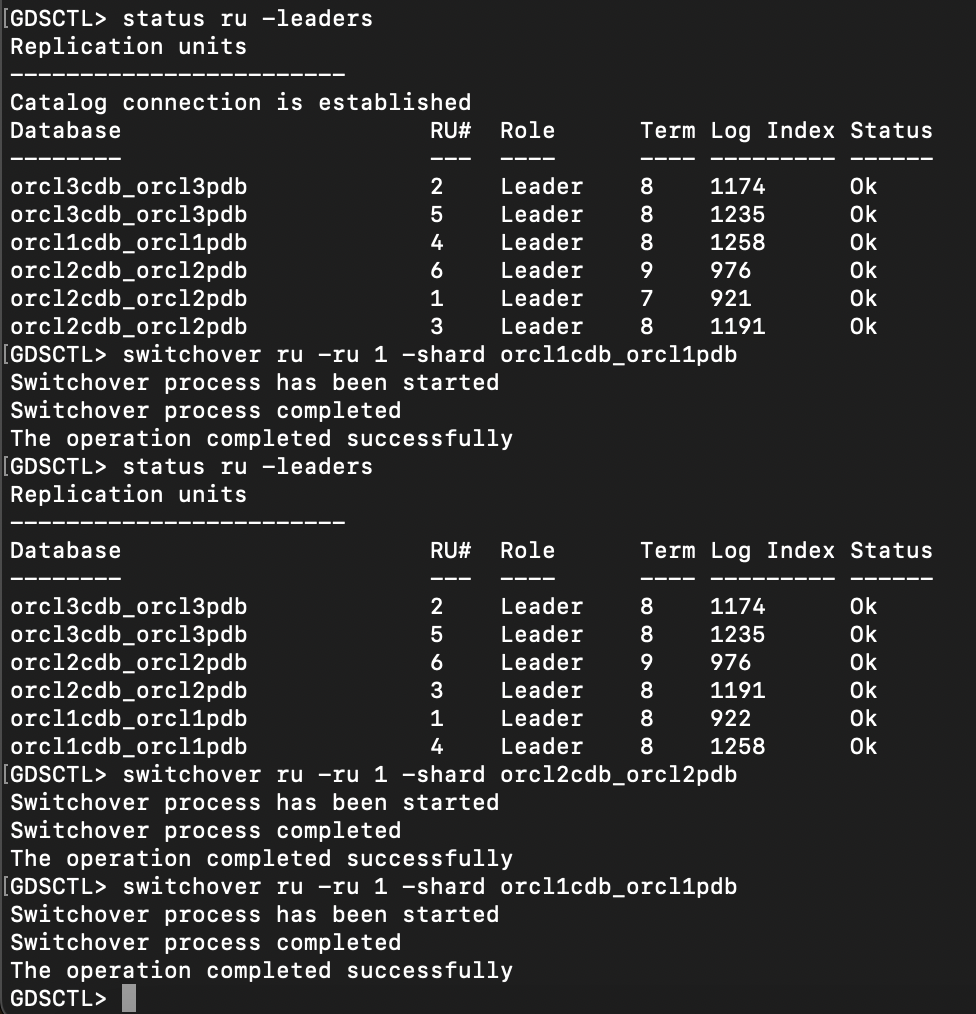 [GDSCTL> status ru -leaders
Replication units
------------------------
Catalog connection is established
Database RU# Role Term Log Index Status
-------- --- ---- ---- --------- ------
orcl3cdb_orcl3pdb 2 Leader 8 1174 Ok
orcl3cdb_orcl3pdb 5 Leader 8 1235 Ok
orcl1cdb_orcl1pdb 4 Leader 8 1258 Ok
orcl2cdb_orcl2pdb 6 Leader 9 976 Ok
orcl2cdb_orcl2pdb 1 Leader 7 921 Ok
orcl2cdb_orcl2pdb 3 Leader 8 1191 Ok
[GDSCTL> switchover ru -ru 1 -shard orcl1cdb_orcl1pdb
Switchover process has been started
Switchover process completed
The operation completed successfully
[GDSCTL> status ru -leaders
Replication units
------------------------
Database RU# Role Term Log Index Status
-------- --- ---- ---- --------- ------
orcl3cdb_orcl3pdb 2 Leader 8 1174 Ok
orcl3cdb_orcl3pdb 5 Leader 8 1235 Ok
orcl2cdb_orcl2pdb 6 Leader 9 976 Ok
orcl2cdb_orcl2pdb 3 Leader 8 1191 Ok
orcl1cdb_orcl1pdb 1 Leader 8 922 Ok
orcl1cdb_orcl1pdb 4 Leader 8 1258 Ok
[GDSCTL> switchover ru -ru 1 -shard orcl2cdb_orcl2pdb
Switchover process has been started
Switchover process completed
The operation completed successfully
[GDSCTL> switchover ru -ru 1 -shard orcl1cdb_orcl1pdb
Switchover process has been started
Switchover process completed
The operation completed successfully
GDSCTL>